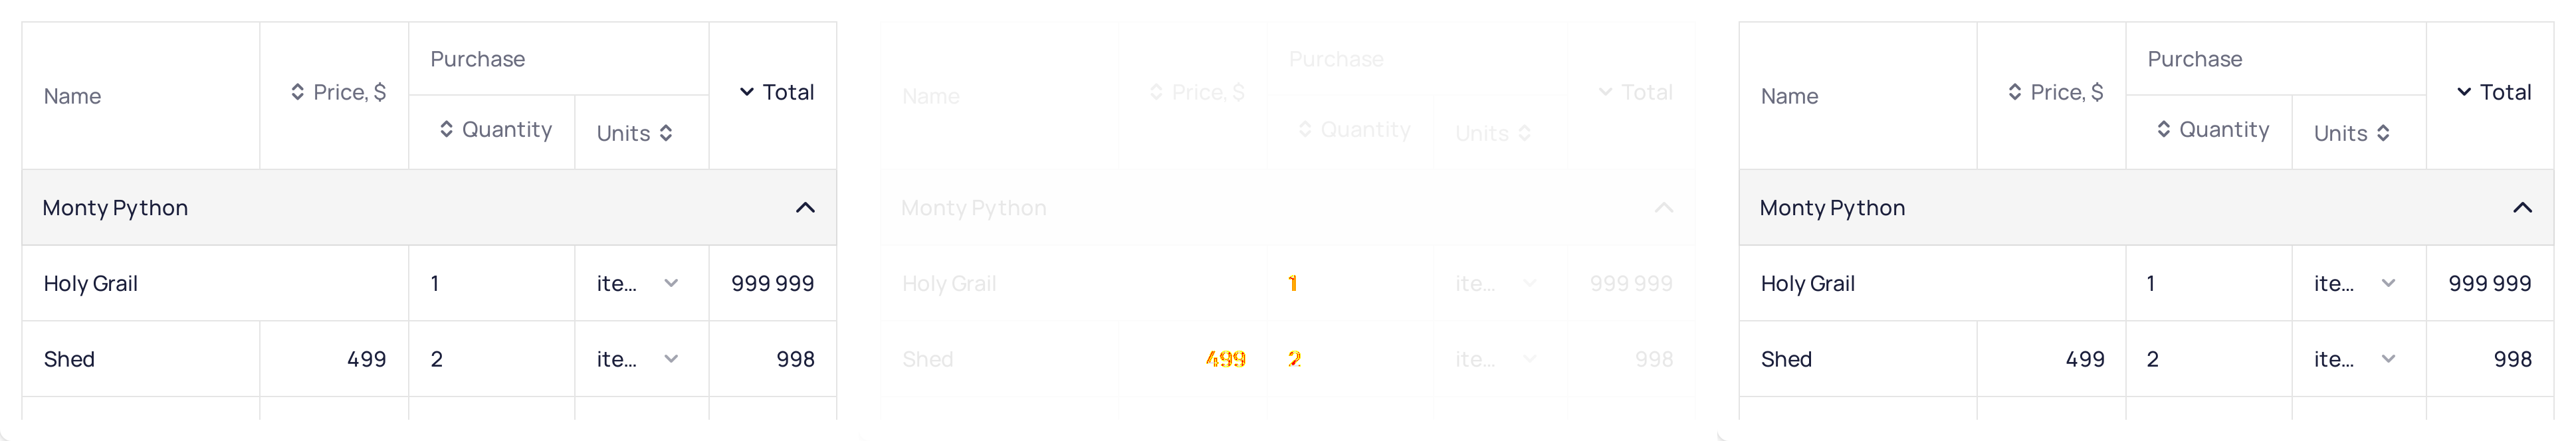 Purchase
Name
Price, $
Total
Quantity
Units
Monty Python
Holy Grail
1
ite...
999 999
Shed
499
2
ite...
998
Purchase
Name
Price, $
Total
Quantity
Units
Monty Python
Holy Grail
1
ite...
999 999
Shed
499
2
ite...
998
Purchase
Name
Price, $
Total
Quantity
Units
Monty Python
Holy Grail
1
ite...
999 999
Shed
499
2
ite...
998